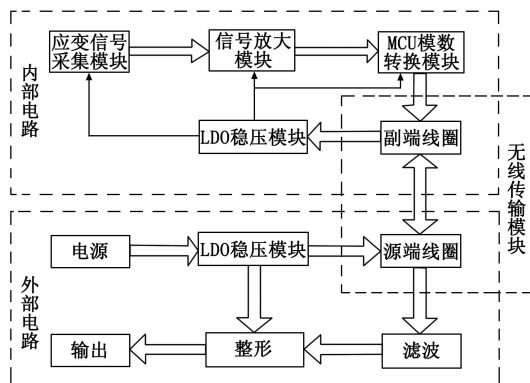 应变信号
采集模块
信号放大
模块
MCU模数
转换模块
内部电路
LDO稳压模块
副端线圈
无线传输模块
电源
LDO稳压模块
源端线圈
外部电路
输出
整形
滤波